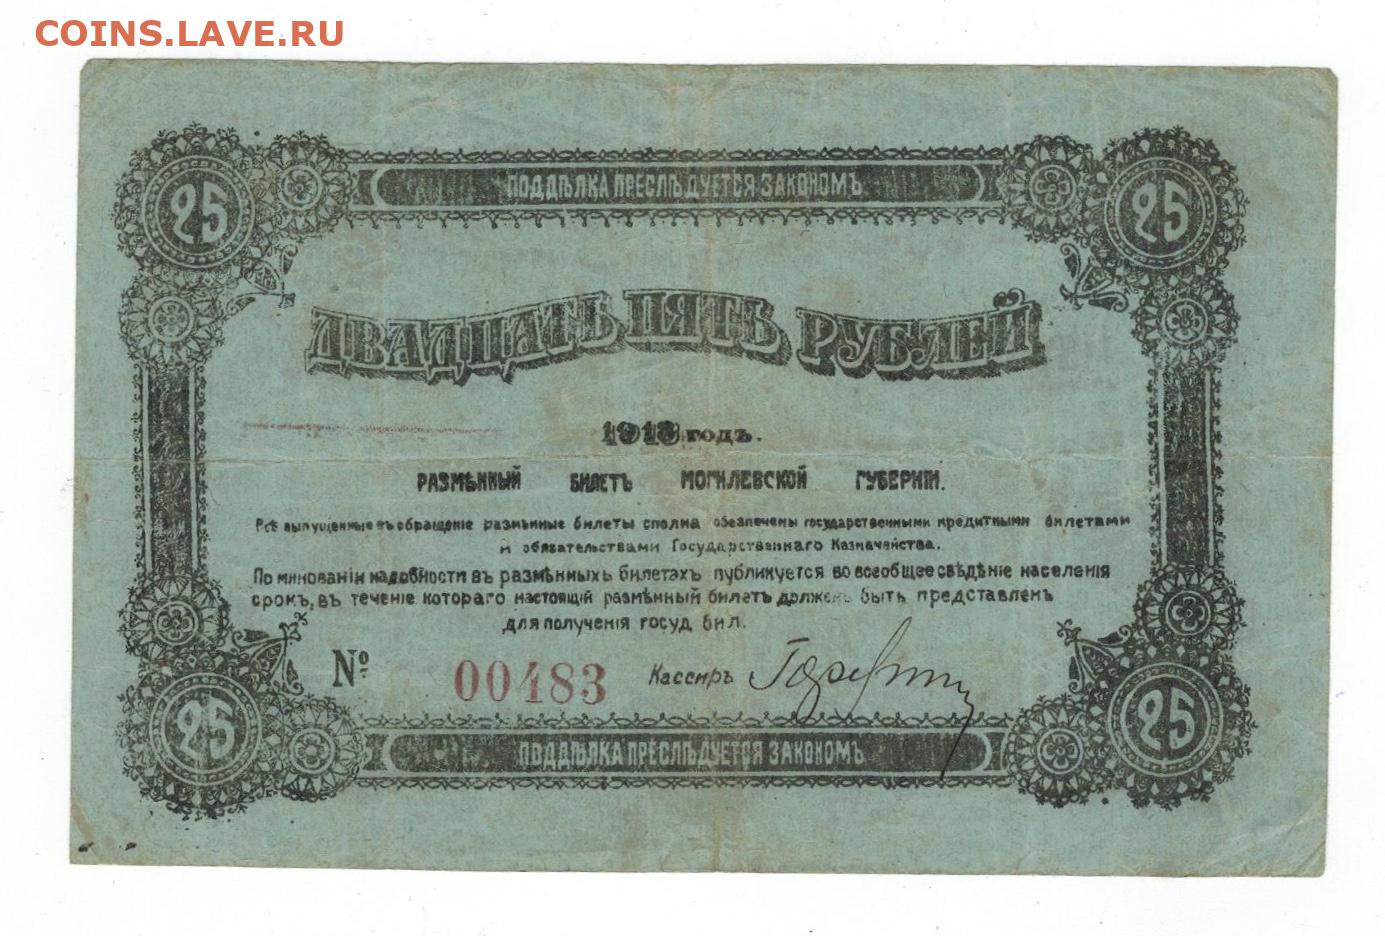 COINS.LAVE.RU
25 ПОДДѢЛКА ПРЕСЛѢДУЕТСЯ ЗАКОНОМЪ 25
ДВАДЦАТЬ ПЯТЬ РУБЛЕЙ
1918 годъ.
РАЗМѢННЫЙ БИЛЕТЪ МОГИЛЕВСКОЙ ГУБЕРНІИ.
Всѣ выпущенные въ обращеніе размѣнные билеты сполна обезпечены государственными кредитными билетами
и обязательствами Государственнаго Казначейства.
По минованіи надобности въ размѣнныхъ билетахъ публикуется во всеобщее свѣдѣніе населенія
срокъ, въ теченіе котораго настоящій размѣнный билетъ долженъ быть представленъ
для полученія госуд бил.
№ 00483 Кассиръ
25 ПОДДѢЛКА ПРЕСЛѢДУЕТСЯ ЗАКОНОМЪ 25